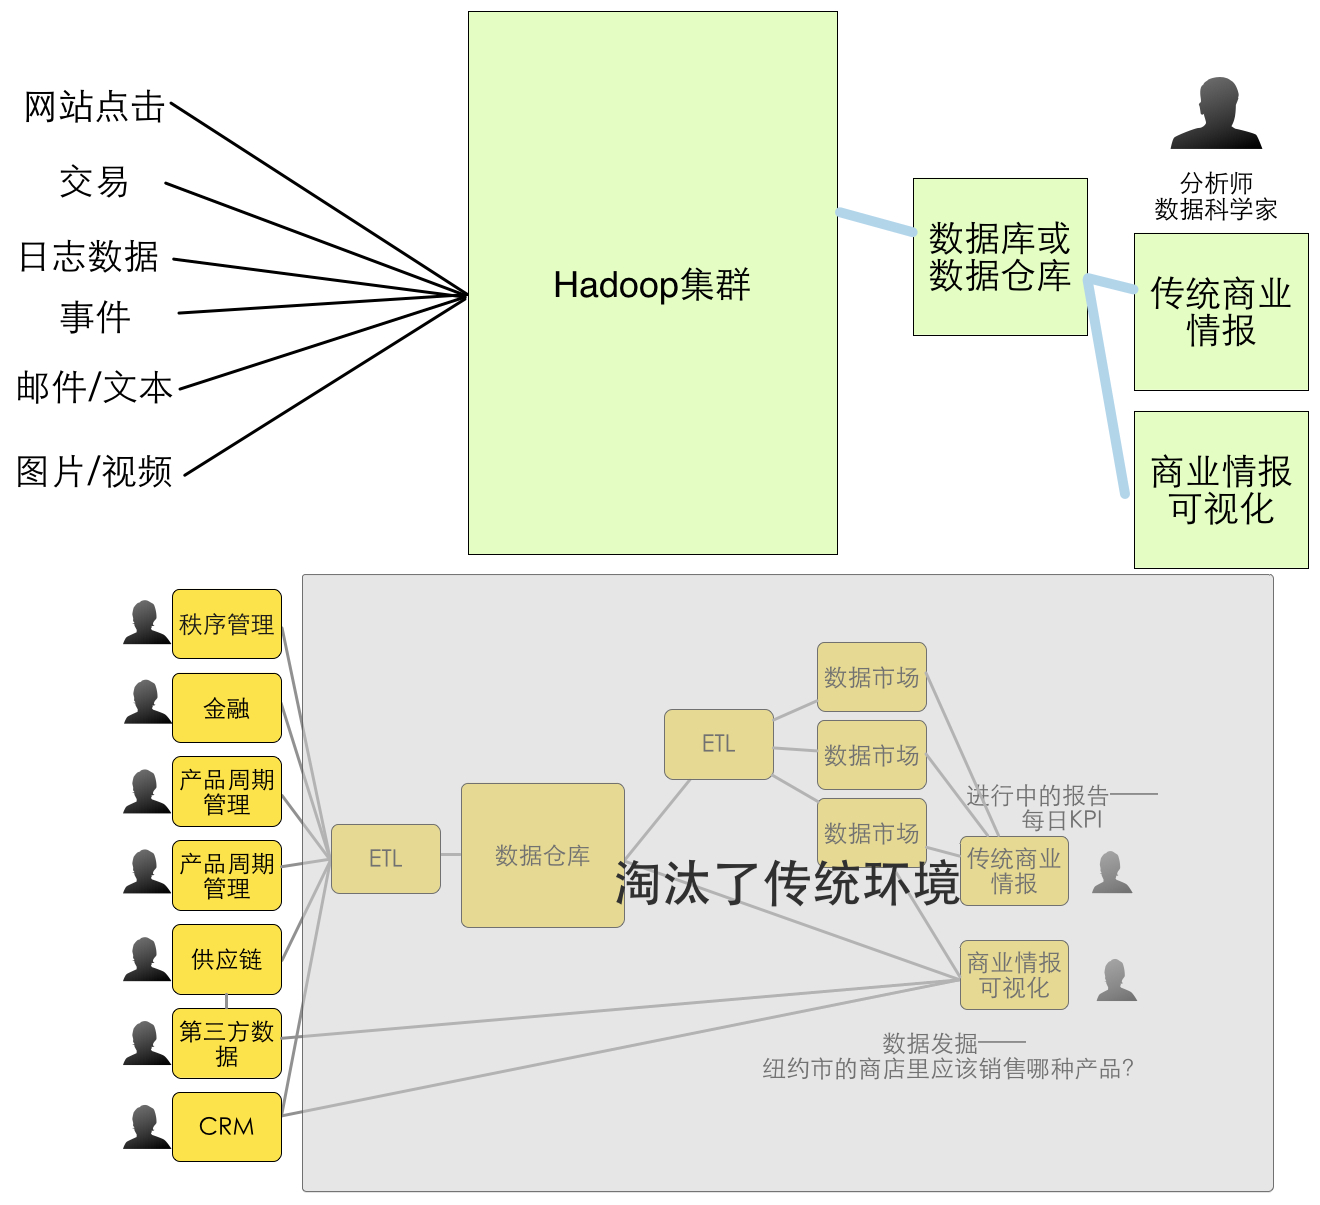 网站点击
交易
日志数据
事件
邮件/文本
图片/视频
Hadoop集群
数据库或
数据仓库
分析师
数据科学家
传统商业
情报
商业情报
可视化
秩序管理
金融
产品周期
管理
产品周期
管理
供应链
第三方数
据
CRM
ETL
数据仓库
ETL
数据市场
数据市场
数据市场
进行中的报告——
每日KPI
淘汰了传统环境
传统商业
情报
商业情报
可视化
数据发掘——
纽约市的商店里应该销售哪种产品?